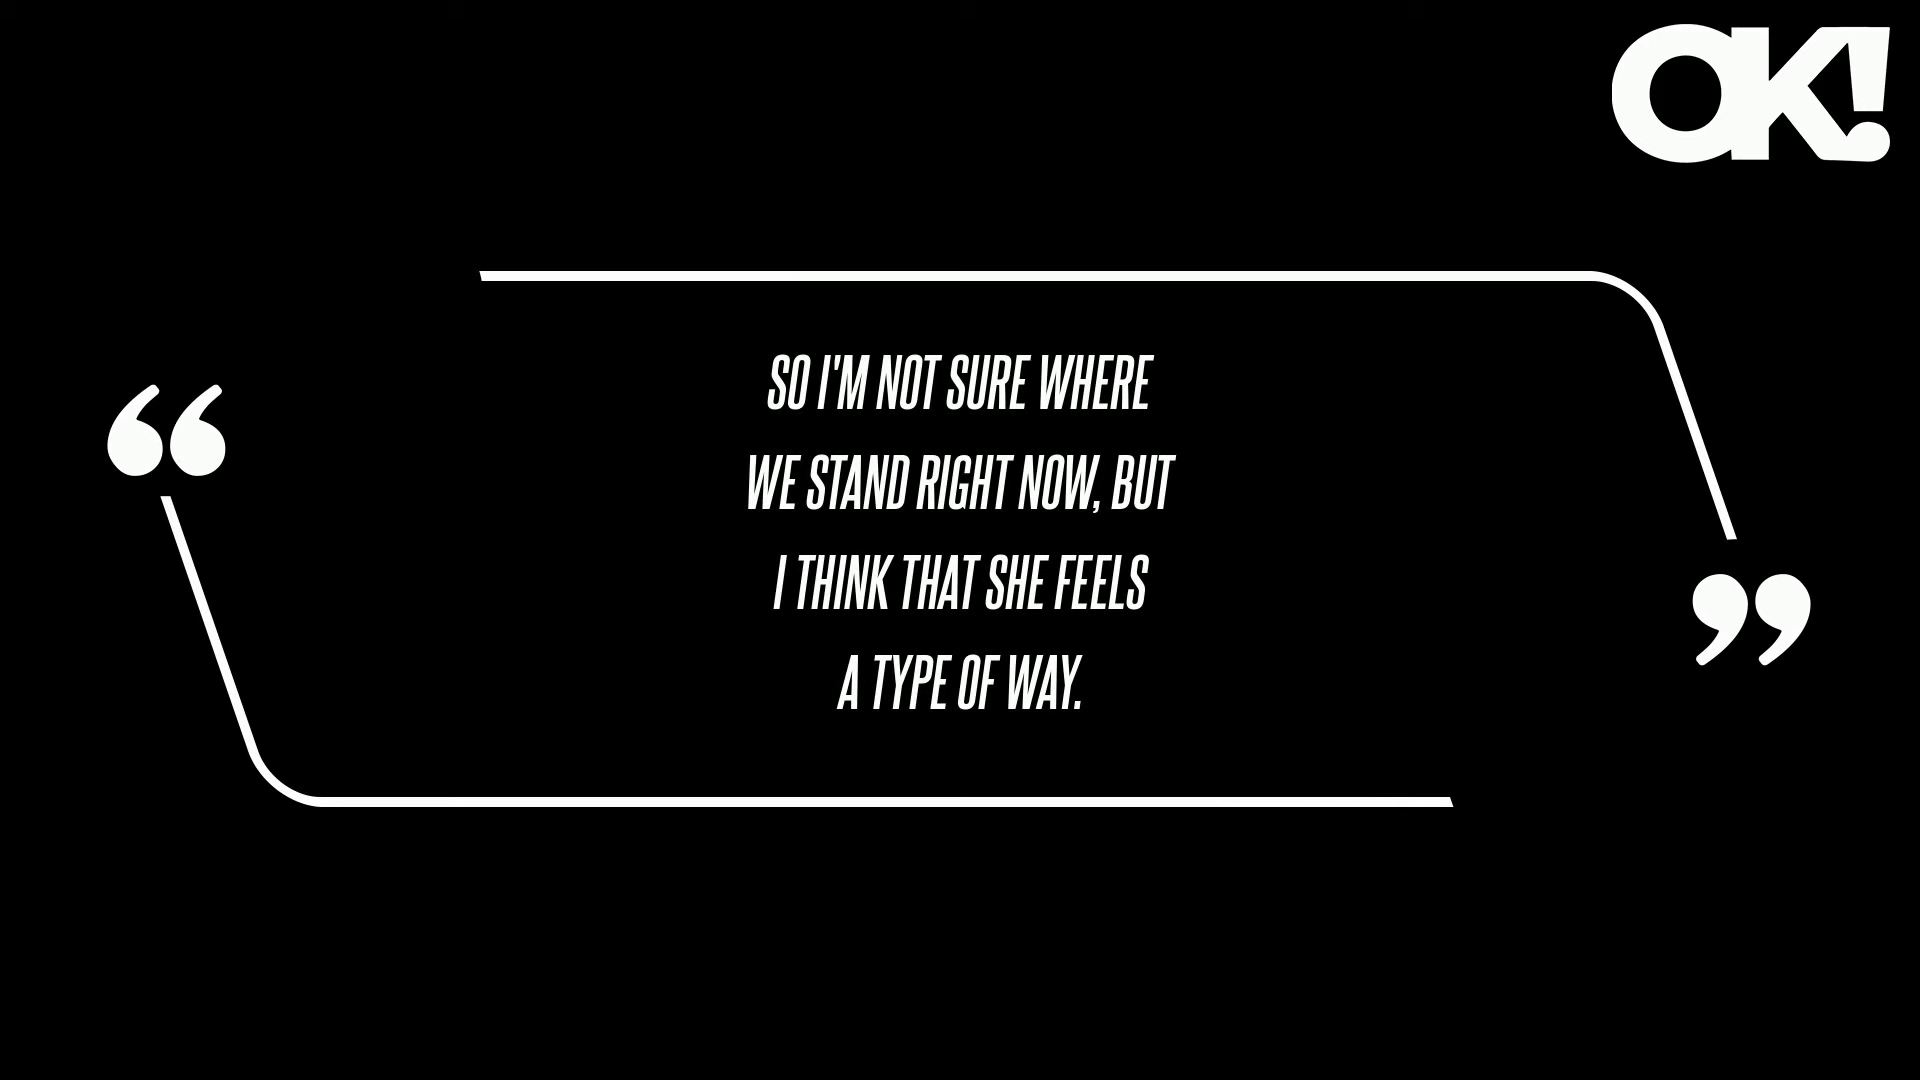 OK!
“
SO I'M NOT SURE WHERE
WE STAND RIGHT NOW, BUT
I THINK THAT SHE FEELS
A TYPE OF WAY.
”